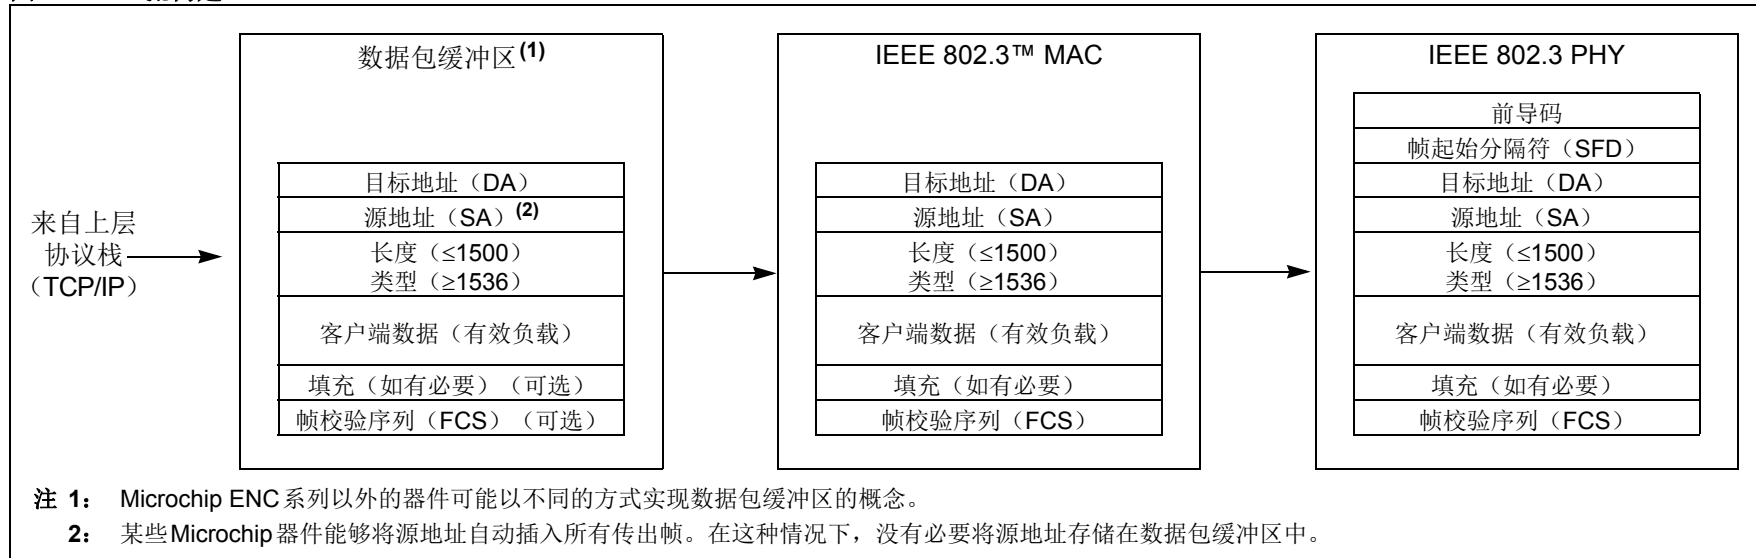 来自上层
协议栈
（TCP/IP）
数据包缓冲区(1)
目标地址（DA）
源地址（SA）(2)
长度（≤1500）
类型（≥1536）
客户端数据（有效负载）
填充（如有必要）（可选）
帧校验序列（FCS）（可选）
IEEE 802.3™ MAC
目标地址（DA）
源地址（SA）
长度（≤1500）
类型（≥1536）
客户端数据（有效负载）
填充（如有必要）
帧校验序列（FCS）
IEEE 802.3 PHY
前导码
帧起始分隔符（SFD）
目标地址（DA）
源地址（SA）
长度（≤1500）
类型（≥1536）
客户端数据（有效负载）
填充（如有必要）
帧校验序列（FCS）
注 1： Microchip ENC系列以外的器件可能以不同的方式实现数据包缓冲区的概念。
2： 某些Microchip器件能够将源地址自动插入所有传出帧。在这种情况下，没有必要将源地址存储在数据包缓冲区中。